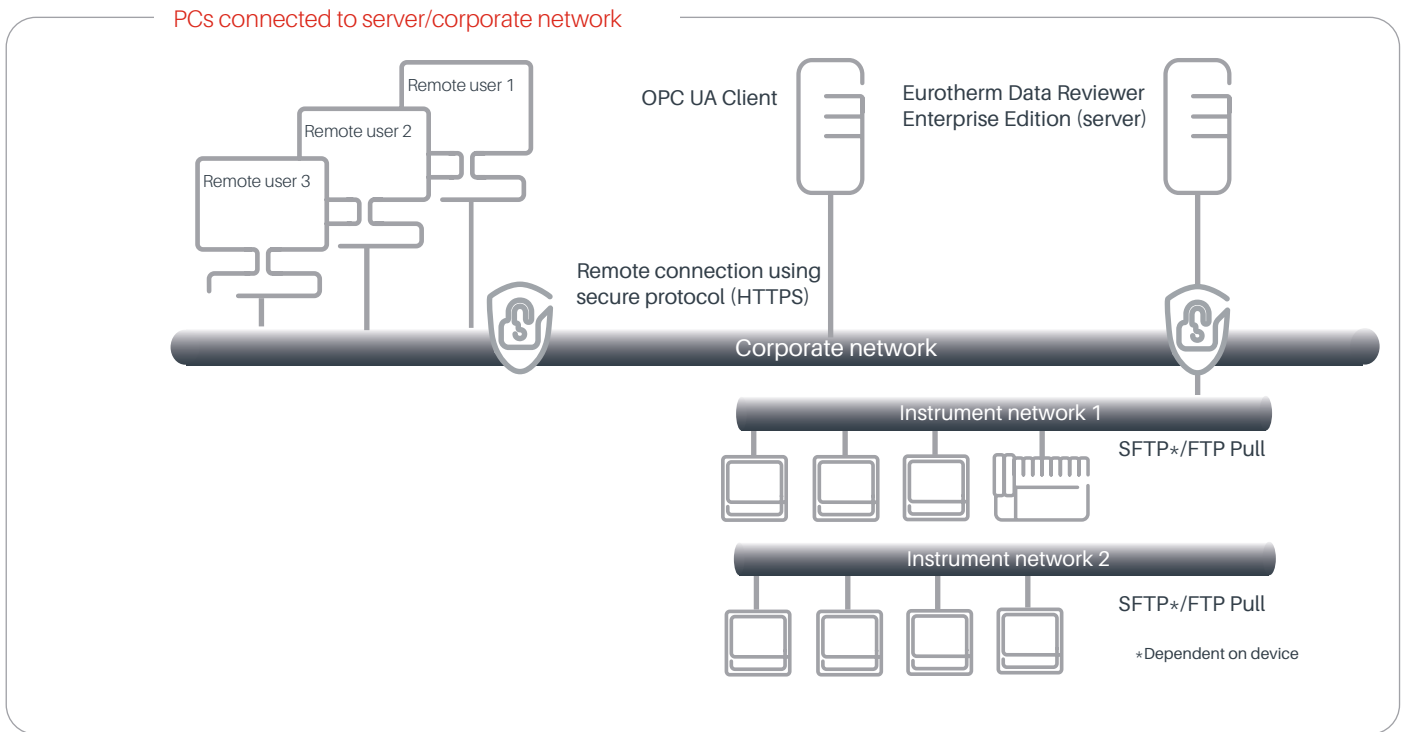 PCs connected to server/corporate network
Remote user 1
Remote user 2
Remote user 3
OPC UA Client
Eurotherm Data Reviewer
Enterprise Edition (server)
Remote connection using
secure protocol (HTTPS)
Corporate network
Instrument network 1
SFTP*/FTP Pull
Instrument network 2
SFTP*/FTP Pull
*Dependent on device